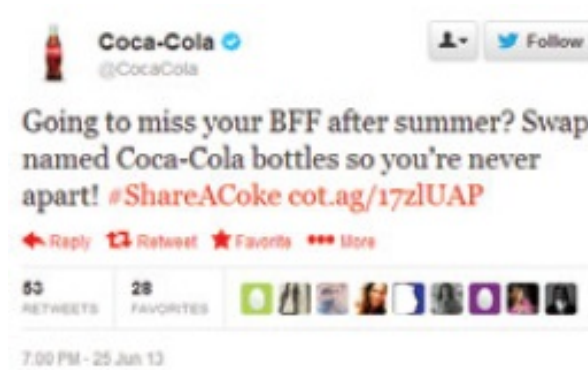 Coca-Cola
@CocaCola
Follow
Going to miss your BFF after summer? Swap
named Coca-Cola bottles so you're never
apart! #ShareACoke cot.ag/17zlUAP
Reply Retweet Favorite More
53 28
RETWEETS FAVORITES
7:00 PM - 25 Jun 13